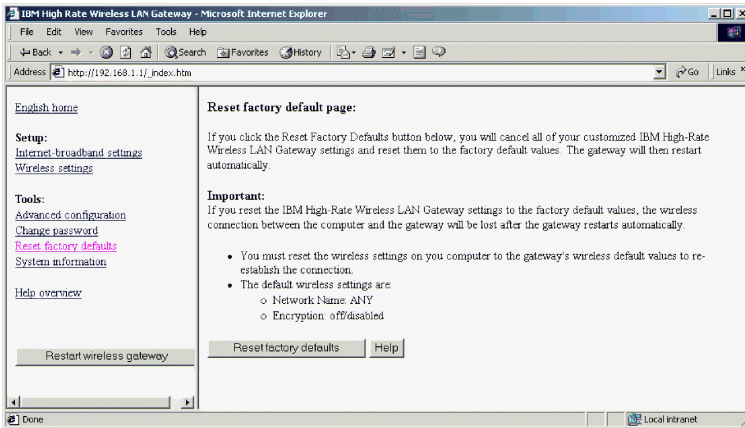 IBM High Rate Wireless LAN Gateway - Microsoft Internet Explorer
File Edit View Favorites Tools Help
Back Search Favorites History
Address http://192.168.1.1/_index.htm Go Links
English home
Setup:
Internet-broadband settings
Wireless settings
Tools:
Advanced configuration
Change password
Reset factory defaults
System information
Help overview
Restart wireless gateway
Reset factory default page:
If you click the Reset Factory Defaults button below, you will cancel all of your customized IBM High-Rate
Wireless LAN Gateway settings and reset them to the factory default values. The gateway will then restart
automatically.
Important:
If you reset the IBM High-Rate Wireless LAN Gateway settings to the factory default values, the wireless
connection between the computer and the gateway will be lost after the gateway restarts automatically.
You must reset the wireless settings on you computer to the gateway's wireless default values to re-
establish the connection.
The default wireless settings are:
Network Name: ANY
Encryption: off/disabled
Reset factory defaults Help
Done Local intranet